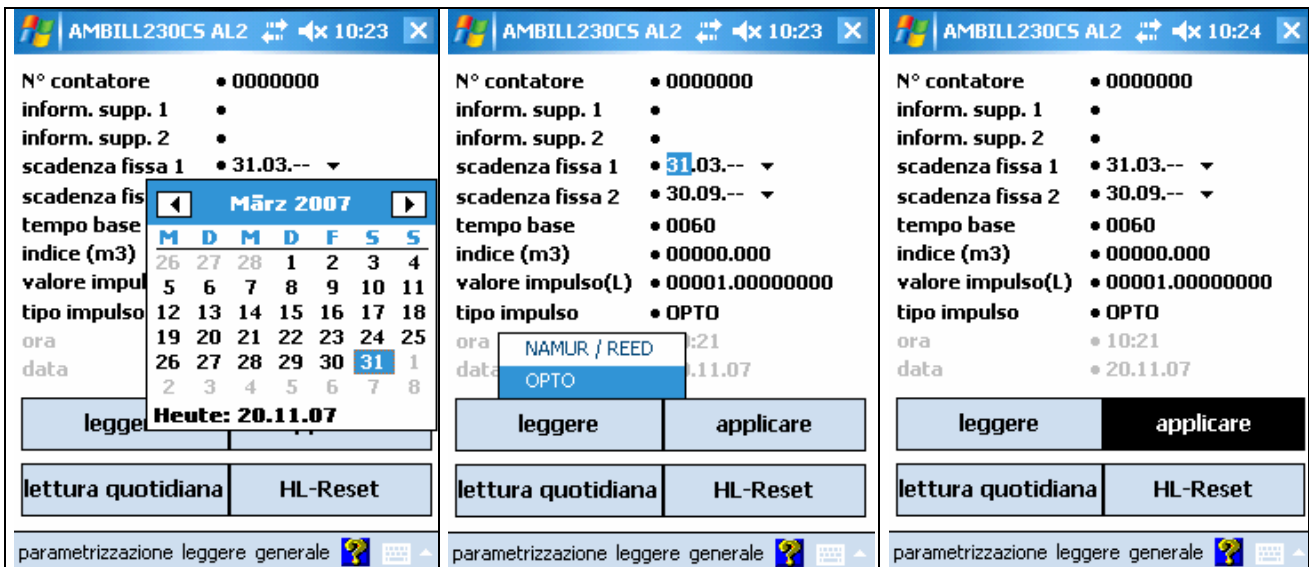 AMBILL230CS AL2 10:23
N° contatore • 0000000
inform. supp. 1 •
inform. supp. 2 •
scadenza fissa 1 • 31.03.--
scadenza fis
tempo base
indice (m3)
valore impul
tipo impulso
ora
data
März 2007
M D M D F S S
26 27 28 1 2 3 4
5 6 7 8 9 10 11
12 13 14 15 16 17 18
19 20 21 22 23 24 25
26 27 28 29 30 31 1
2 3 4 5 6 7 8
Heute: 20.11.07
legge
lettura quotidiana HL-Reset
parametrizzazione leggere generale ?
AMBILL230CS AL2 10:23
N° contatore • 0000000
inform. supp. 1 •
inform. supp. 2 •
scadenza fissa 1 • 31.03.--
scadenza fissa 2 • 30.09.--
tempo base • 0060
indice (m3) • 00000.000
valore impulso(L) • 00001.00000000
tipo impulso • OPTO
ora :21
data .11.07
NAMUR / REED
OPTO
leggere applicare
lettura quotidiana HL-Reset
parametrizzazione leggere generale ?
AMBILL230CS AL2 10:24
N° contatore • 0000000
inform. supp. 1 •
inform. supp. 2 •
scadenza fissa 1 • 31.03.--
scadenza fissa 2 • 30.09.--
tempo base • 0060
indice (m3) • 00000.000
valore impulso(L) • 00001.00000000
tipo impulso • OPTO
ora • 10:21
data • 20.11.07
leggere applicare
lettura quotidiana HL-Reset
parametrizzazione leggere generale ?